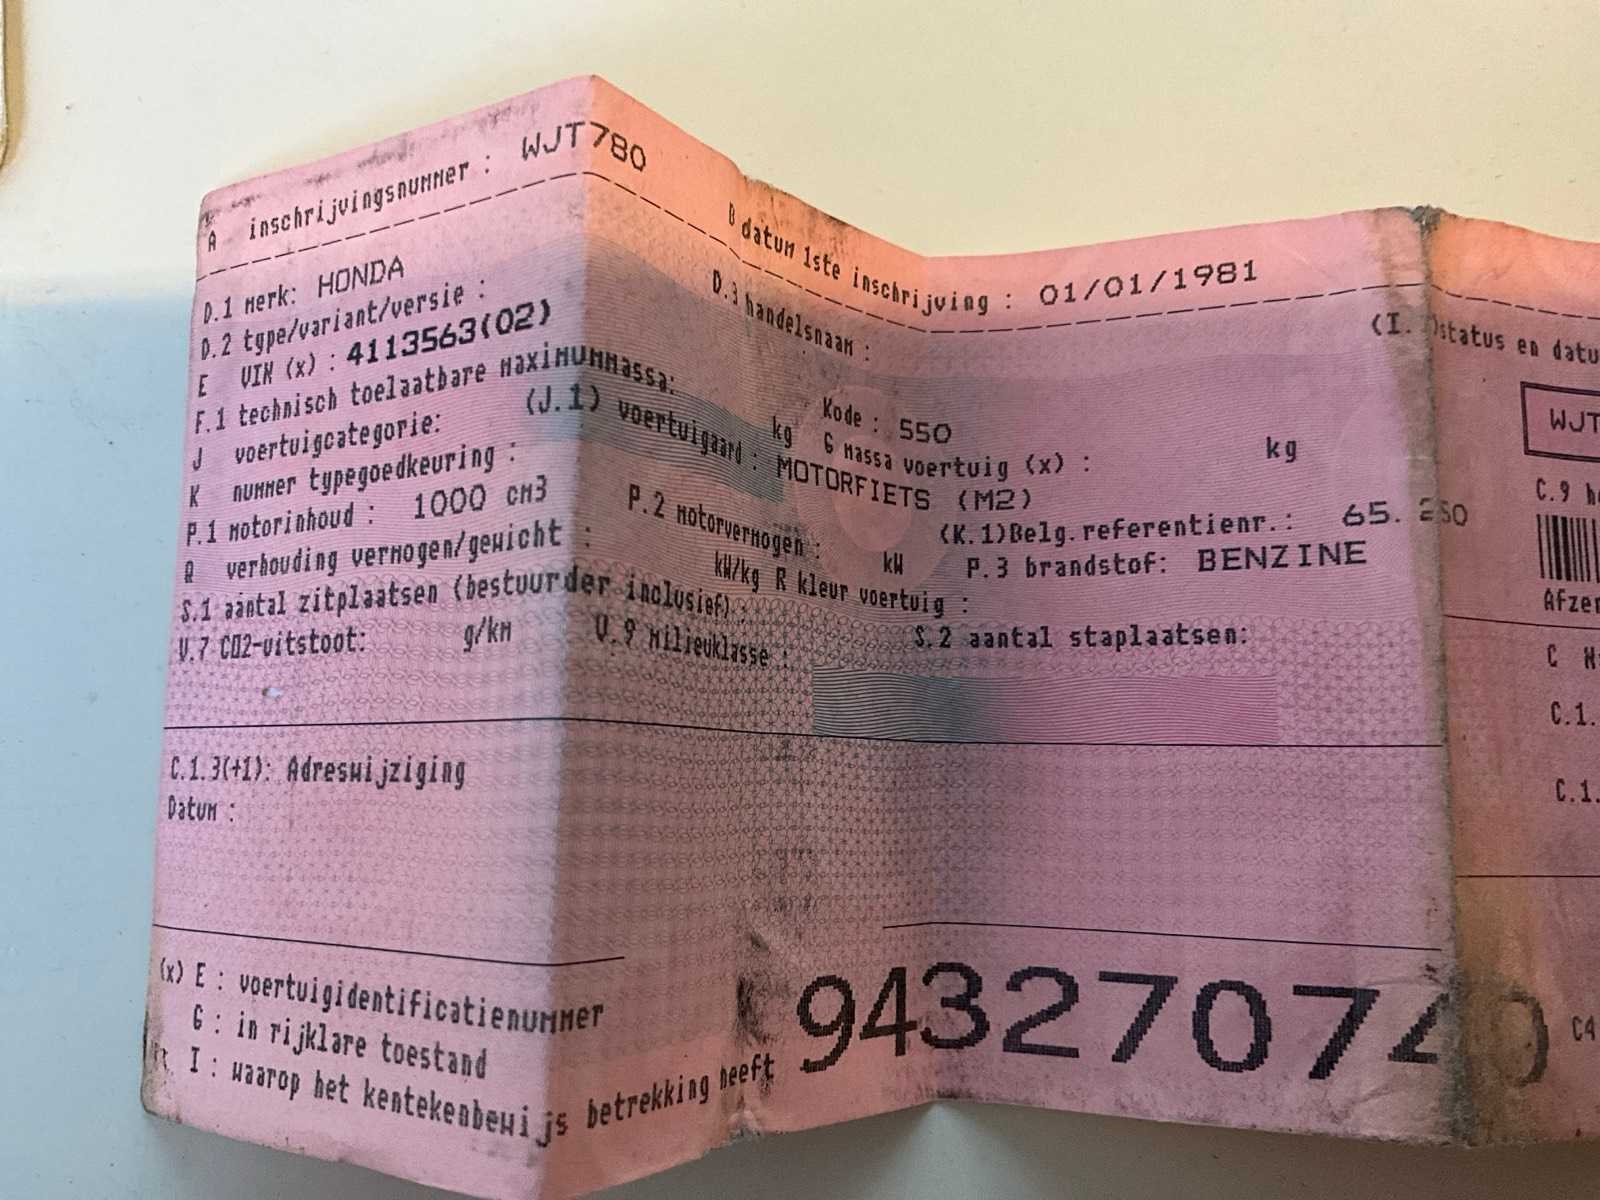 A inschrijvingsnummer : WJT780
B datum 1ste inschrijving : 01/01/1981
D.1 merk: HONDA
D.2 type/variant/versie :
D.3 handelsnaam :
(I. status en datu
E VIN (x) : 4113563(02)
F.1 technisch toelaatbare maximummassa: kg
Kode : 550
G massa voertuig (x) : kg
J voertuigcategorie: (J.1) voertuigaard : MOTORFIETS (M2)
K nummer typegoedkeuring :
(K.1)Belg.referentienr.: 65. 250
P.1 motorinhoud : 1000 cm3
P.2 motorvermogen : kW
P.3 brandstof: BENZINE
Q verhouding vermogen/gewicht : kW/kg R kleur voertuig :
S.1 aantal zitplaatsen (bestuurder inclusief):
S.2 aantal staplaatsen:
V.7 CO2-uitstoot: g/km
V.9 milieuklasse :
C.1.3(+1): Adreswijziging
Datum :
(x) E : voertuigidentificatienummer
G : in rijklare toestand
I : waarop het kentekenbewijs betrekking heeft
943270740
WJT
C.9 h
Afzen
C
C.1.
C.1.
C4